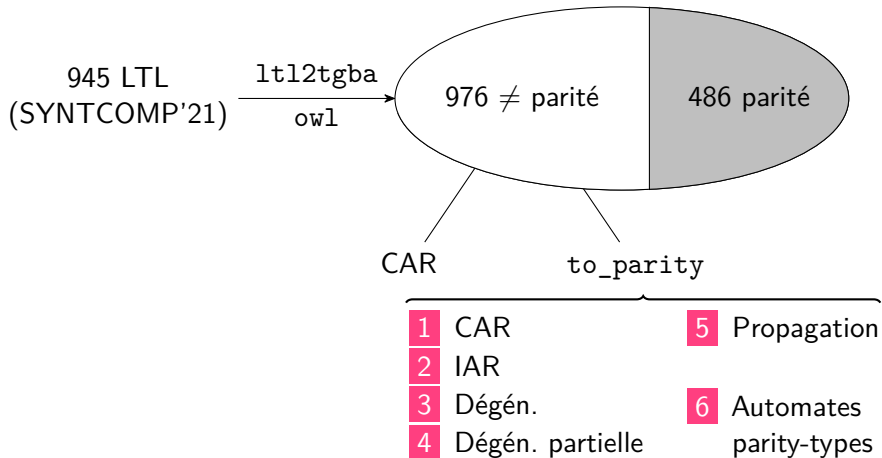 945 LTL
(SYNTCOMP'21)
ltl2tgba
owl
976 ≠ parité
486 parité
CAR
to_parity
1 CAR
2 IAR
3 Dégén.
4 Dégén. partielle
5 Propagation
6 Automates
parity-types